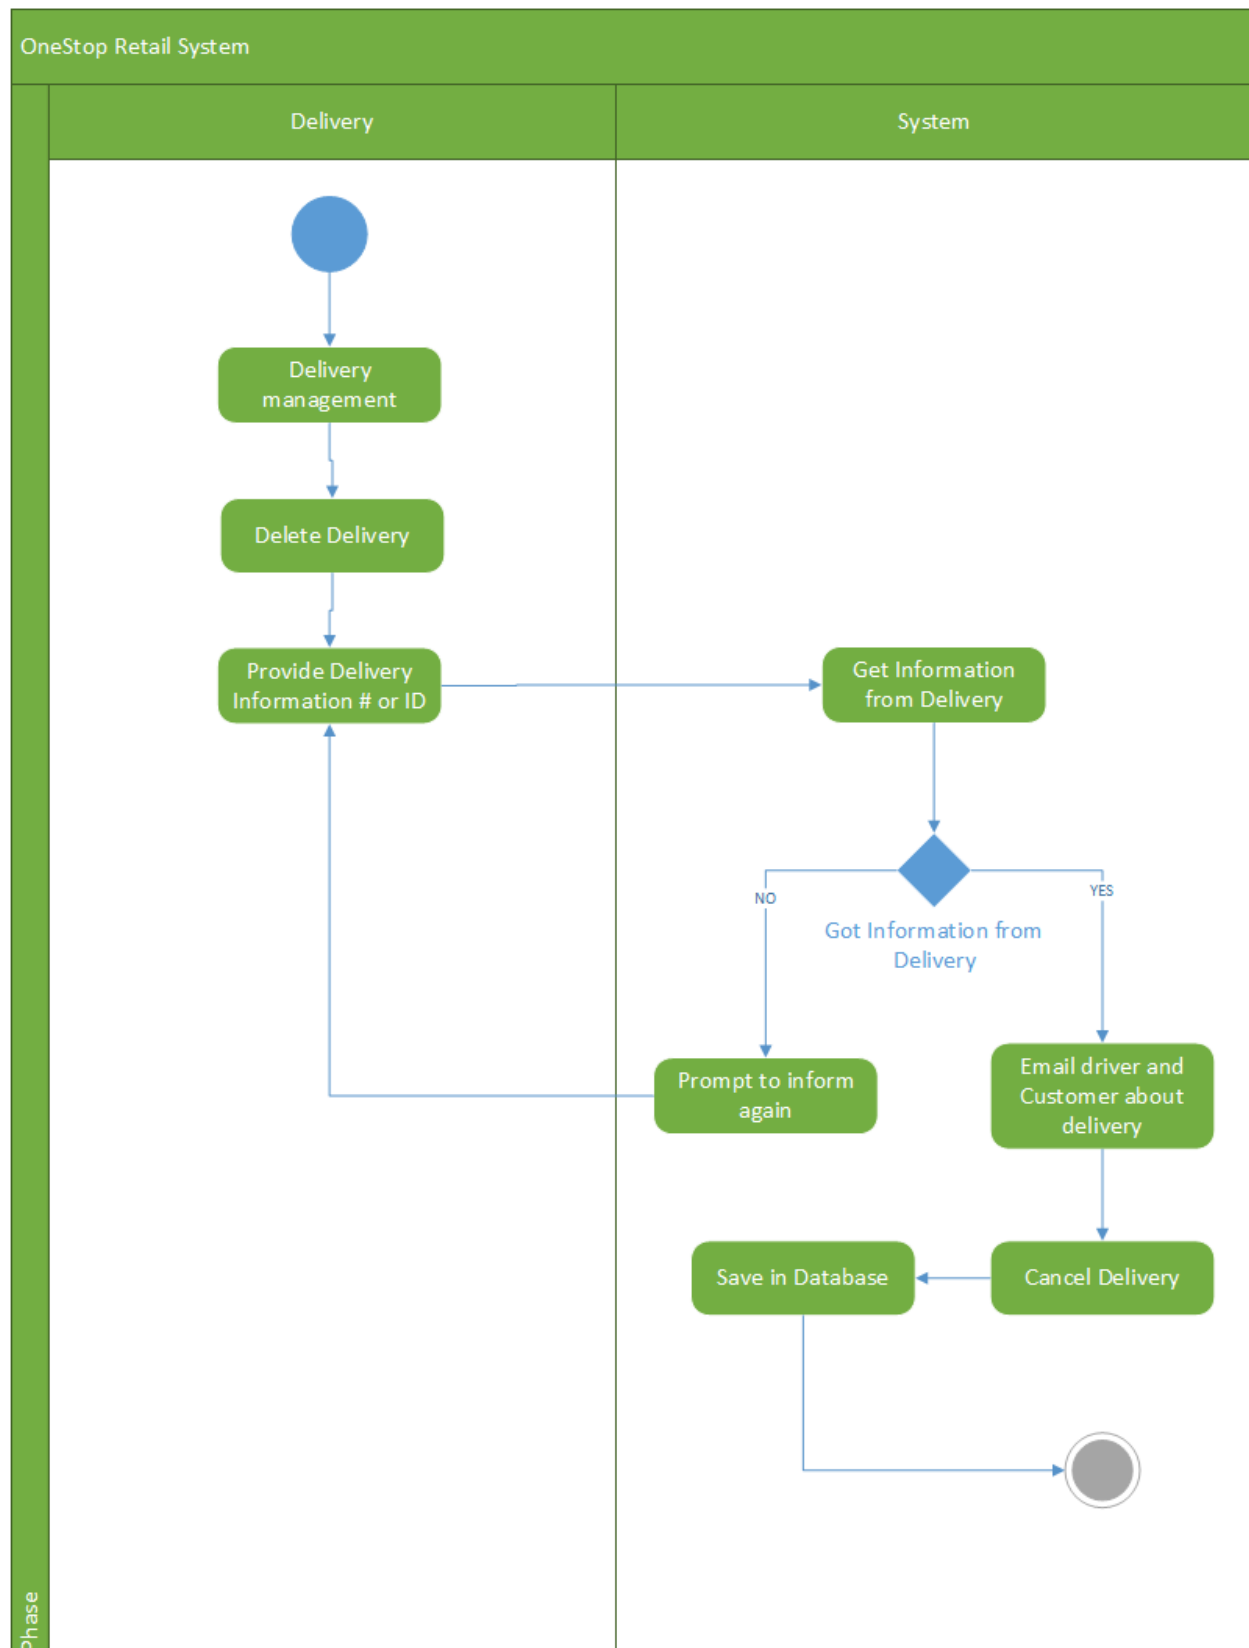 OneStop Retail System
Delivery
System
Delivery
management
Delete Delivery
Provide Delivery
Information # or ID
Get Information
from Delivery
NO
YES
Got Information from
Delivery
Prompt to inform
again
Email driver and
Customer about
delivery
Save in Database
Cancel Delivery
Phase